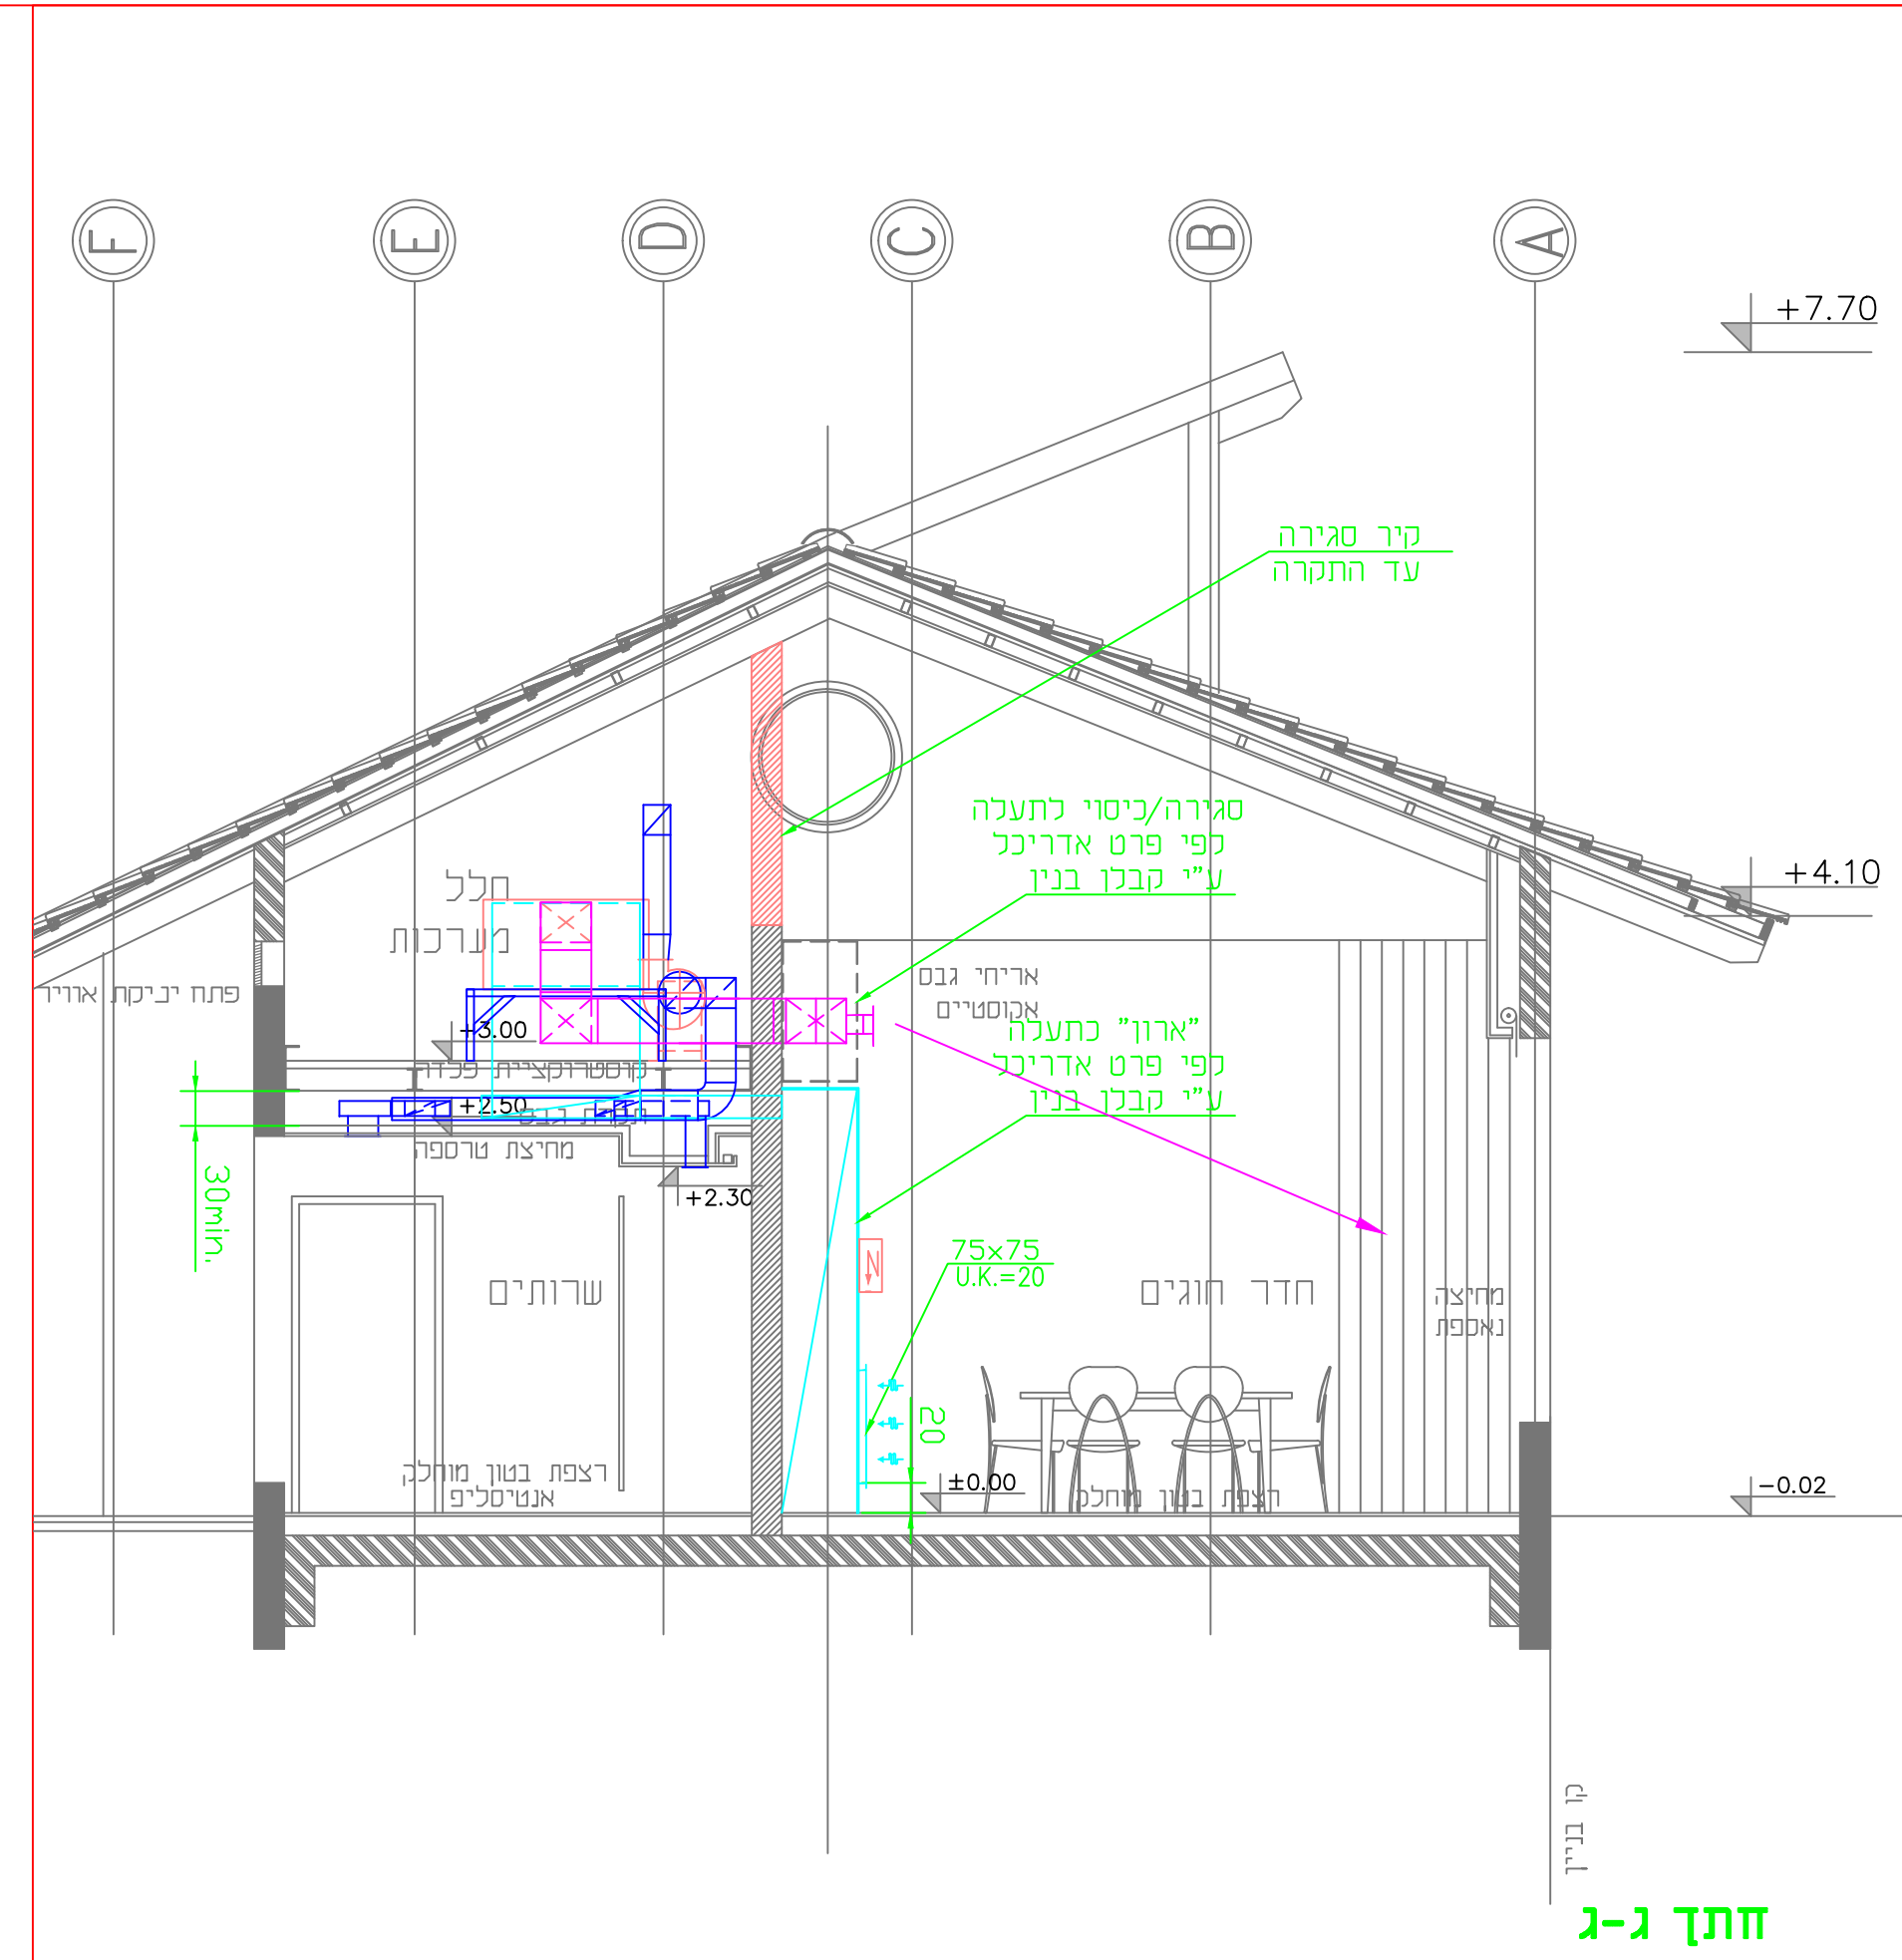 F
E
D
C
B
A
+7.70
קיר סגירה
עד התקרה
סגירה/כיסוי לתעלה
לפי פרט אדריכל
ע"י קבלן בנין
+4.10
חלל
מערכות
פתח יניקת אוויר
אריחי גבס
אקוסטיים
"ארון" כתעלה
לפי פרט אדריכל
ע"י קבלן בנין
+3.00
קוסטרוקציית פלדה
+2.50
תקרת גבס
מחיצת טרספה
+2.30
30min.
75x75
U.K.=20
שרותים
חדר חוגים
מחיצה
נאספת
20
רצפת בטון מוחלק
אנטיסליפ
±0.00
רצפת בטון מוחלק
-0.02
קו בניין
חתך ג-ג